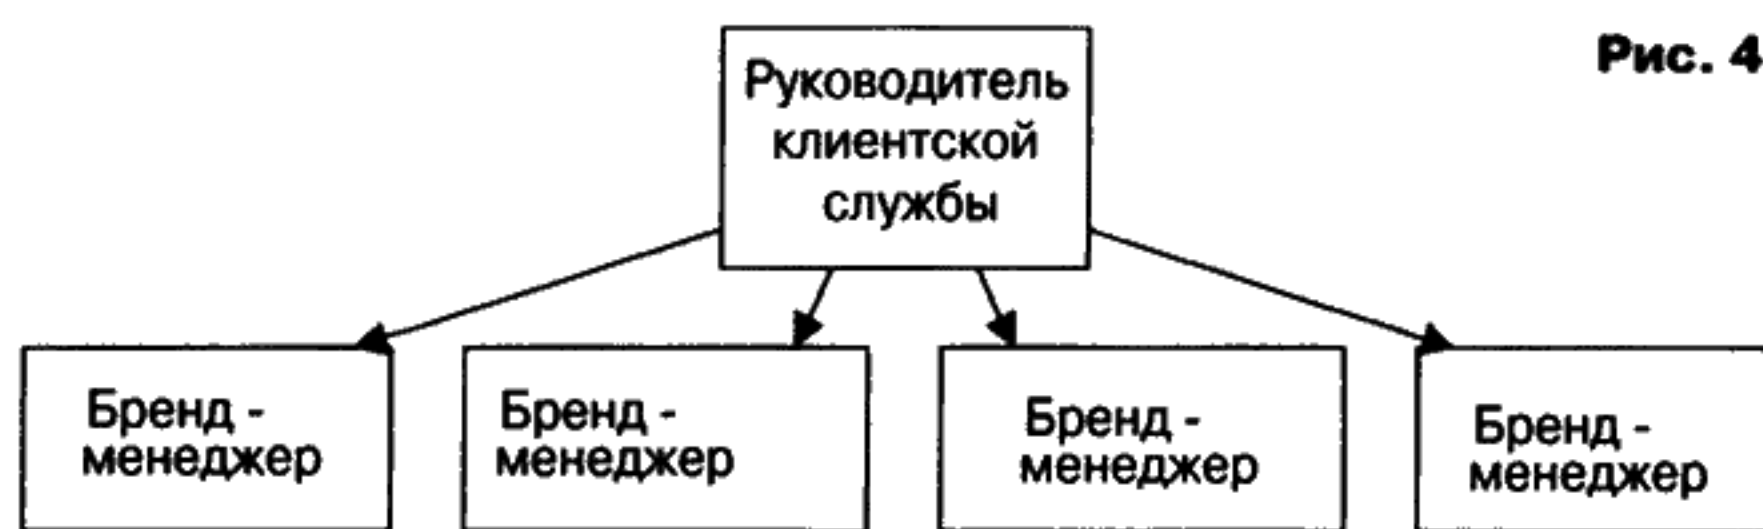 Рис. 4
Руководитель
клиентской
службы
Бренд -
менеджер
Бренд -
менеджер
Бренд -
менеджер
Бренд -
менеджер